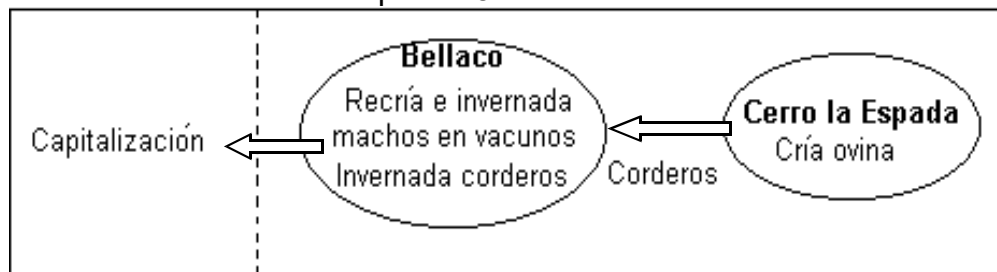 Capitalización
Bellaco
Recría e invernada
machos en vacunos
Invernada corderos
Corderos
Cerro la Espada
Cría ovina